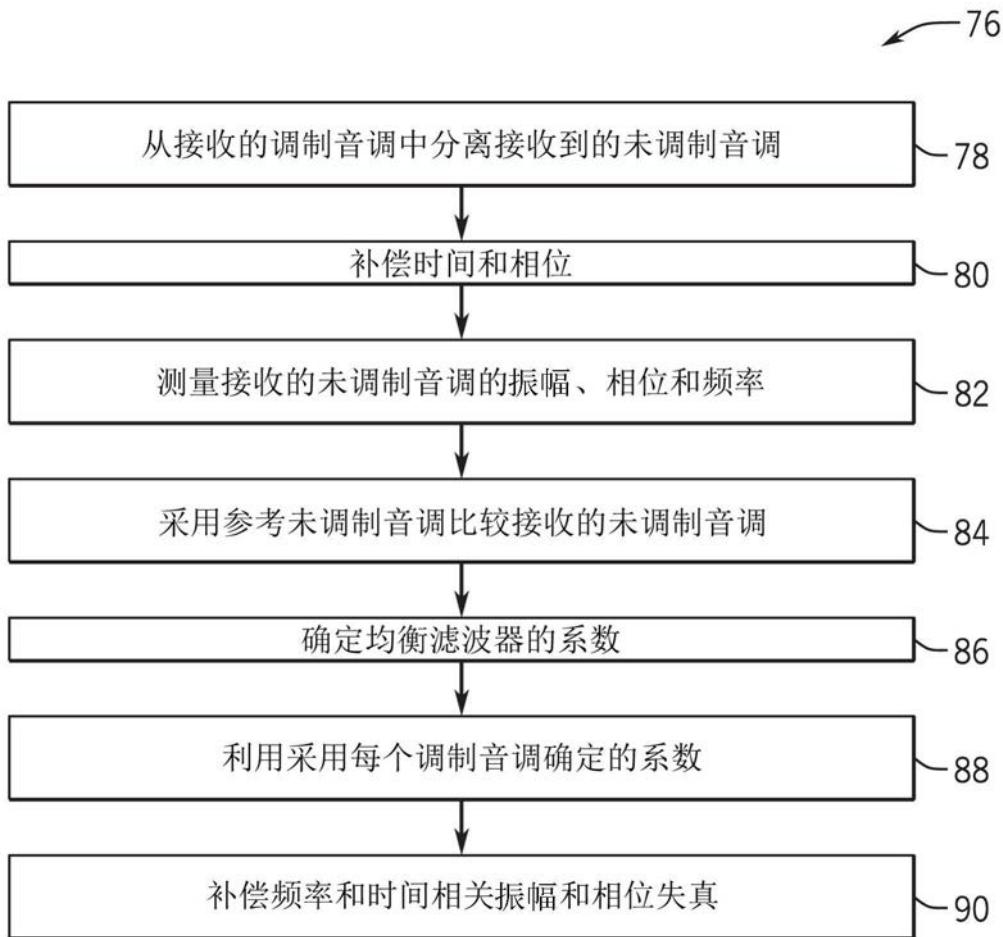 76
从接收的调制音调中分离接收到的未调制音调
78
补偿时间和相位
80
测量接收的未调制音调的振幅、相位和频率
82
采用参考未调制音调比较接收的未调制音调
84
确定均衡滤波器的系数
86
利用采用每个调制音调确定的系数
88
补偿频率和时间相关振幅和相位失真
90